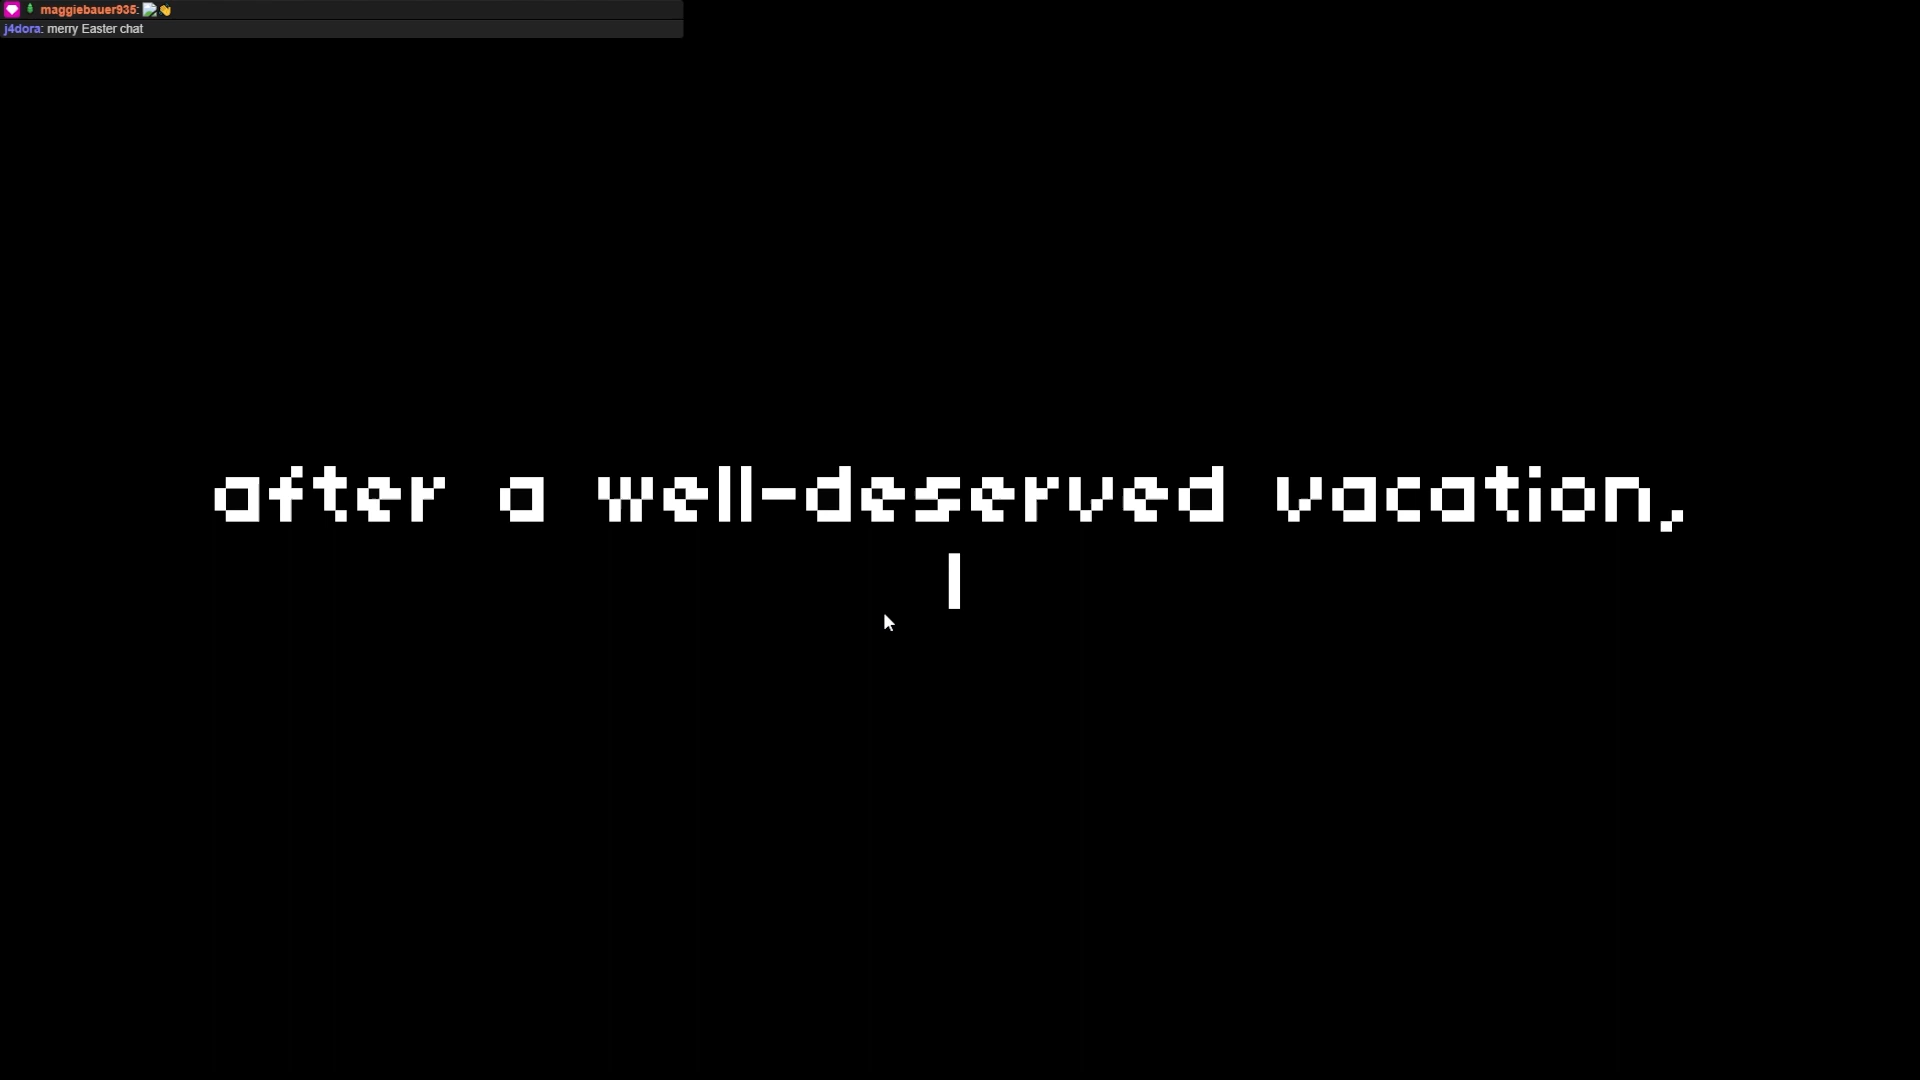 maggiebauer935: 👋
j4dora: merry Easter chat
after a well-deserved vacation,